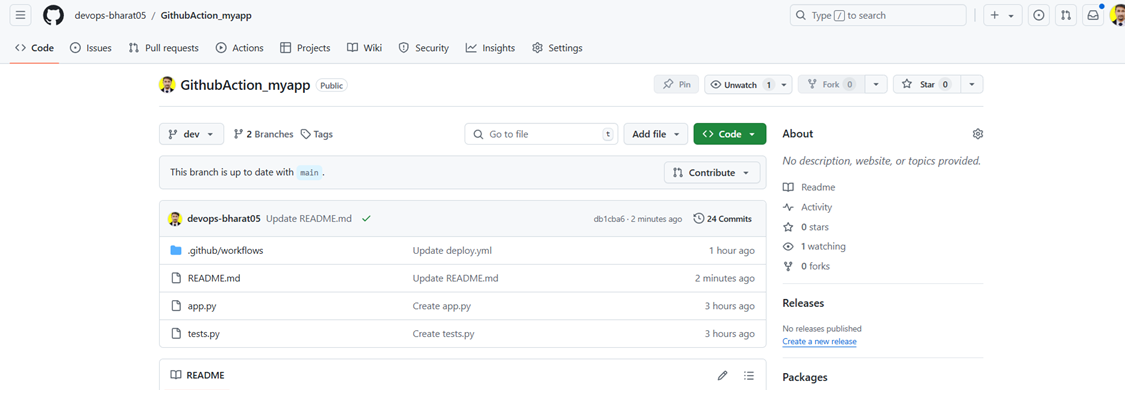 devops-bharat05 / GithubAction_myapp
Type / to search
Code Issues Pull requests Actions Projects Wiki Security Insights Settings
GithubAction_myapp Public
Pin Unwatch 1 Fork 0 Star 0
dev 2 Branches Tags Go to file t Add file Code
About
No description, website, or topics provided.
This branch is up to date with main .
Contribute
Readme
Activity
0 stars
1 watching
0 forks
devops-bharat05 Update README.md db1cba6 · 2 minutes ago 24 Commits
.github/workflows Update deploy.yml 1 hour ago
README.md Update README.md 2 minutes ago
app.py Create app.py 3 hours ago
tests.py Create tests.py 3 hours ago
Releases
No releases published
Create a new release
README
Packages